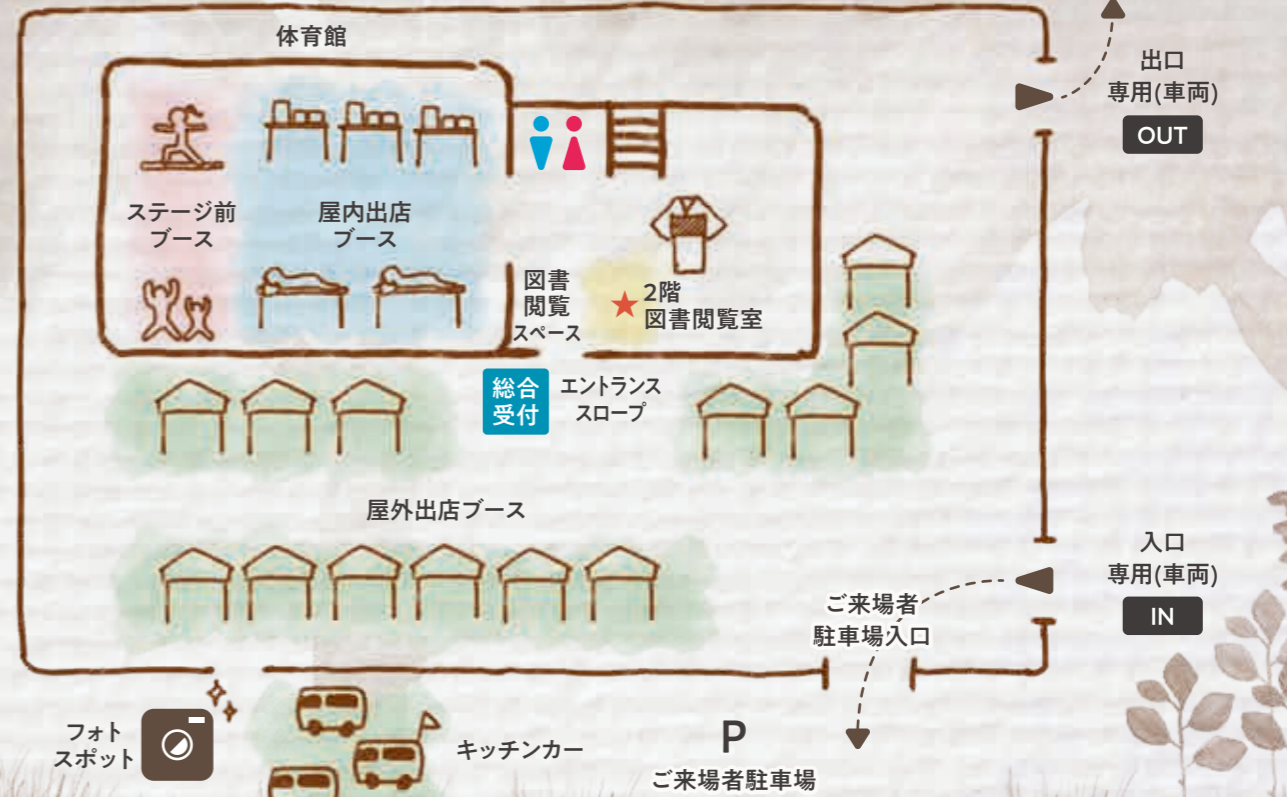 体育館
出口
専用(車両)
OUT
ステージ前
ブース
屋内出店
ブース
図書
閲覧
スペース
★2階
図書閲覧室
総合
受付
エントランス
スロープ
屋外出店ブース
入口
専用(車両)
IN
ご来場者
駐車場入口
フォト
スポット
キッチンカー
P
ご来場者駐車場